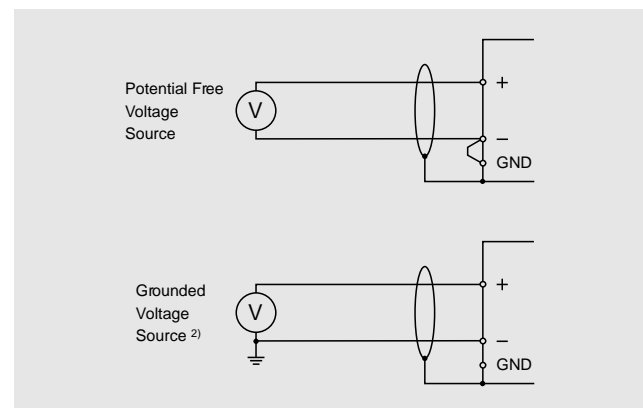 Potential Free
Voltage
Source
V
+
–
GND
Grounded
Voltage
Source 2)
V
+
–
GND